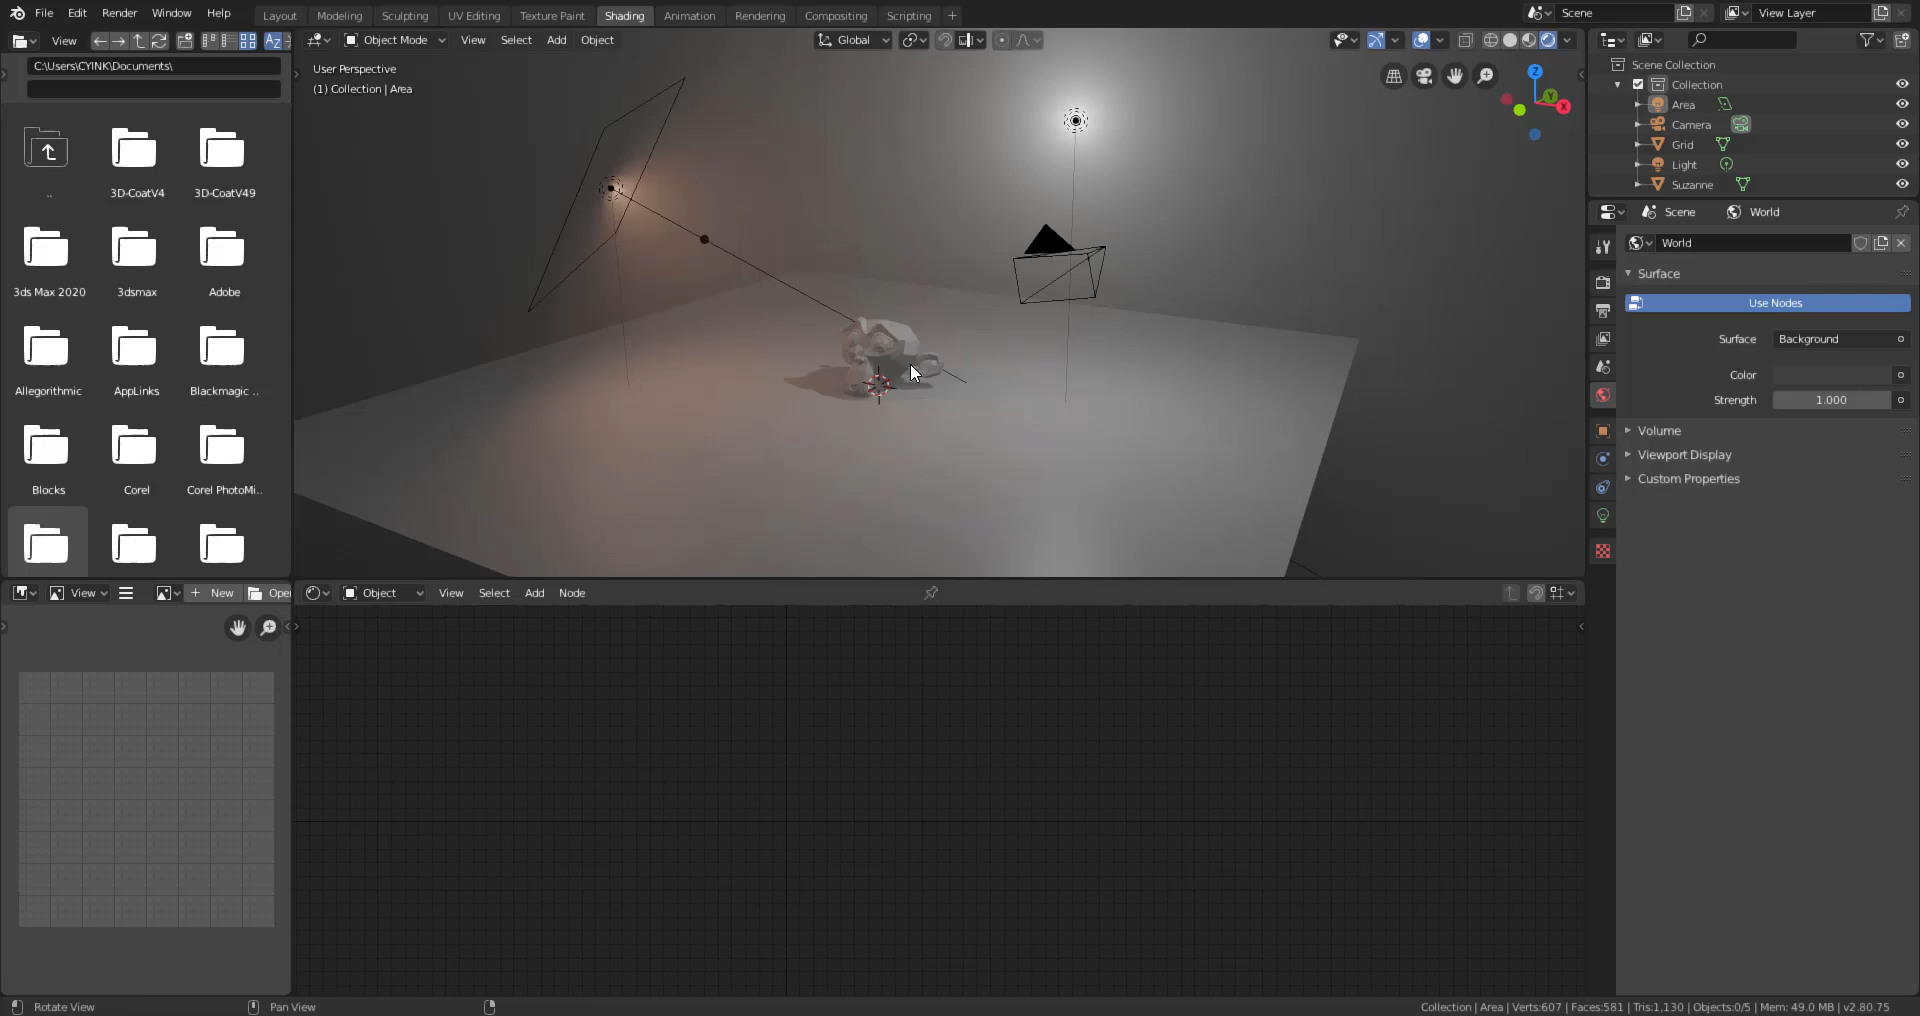 File Edit Render Window Help Layout Modeling Sculpting UV Editing Texture Paint Shading Animation Rendering Compositing Scripting + Scene View Layer
View Object Mode View Select Add Object Global
C:\Users\CYINK\Documents\
User Perspective
(1) Collection | Area
Scene Collection
Collection
Area
Camera
Grid
Light
Suzanne
Z
Y
X
..
3D-CoatV4
3D-CoatV49
3ds Max 2020
3dsmax
Adobe
Allegorithmic
AppLinks
Blackmagic ..
Blocks
Corel
Corel PhotoMi..
Scene World
World
Surface
Use Nodes
Surface Background
Color
Strength 1.000
Volume
Viewport Display
Custom Properties
View + New Ope
Object View Select Add Node
Rotate View Pan View
Collection | Area | Verts:607 | Faces:581 | Tris:1,130 | Objects:0/5 | Mem: 49.0 MB | v2.80.75